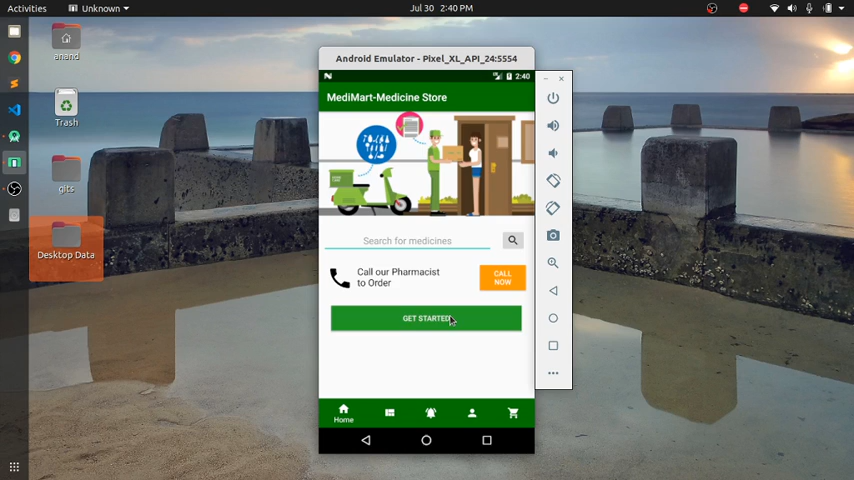 Activities
Unknown
Jul 30 2:40 PM
anand
Trash
gits
Desktop Data
Android Emulator - Pixel_XL_API_24:5554
2:40
MediMart-Medicine Store
Search for medicines
Call our Pharmacist
to Order
CALL
NOW
GET STARTED
Home